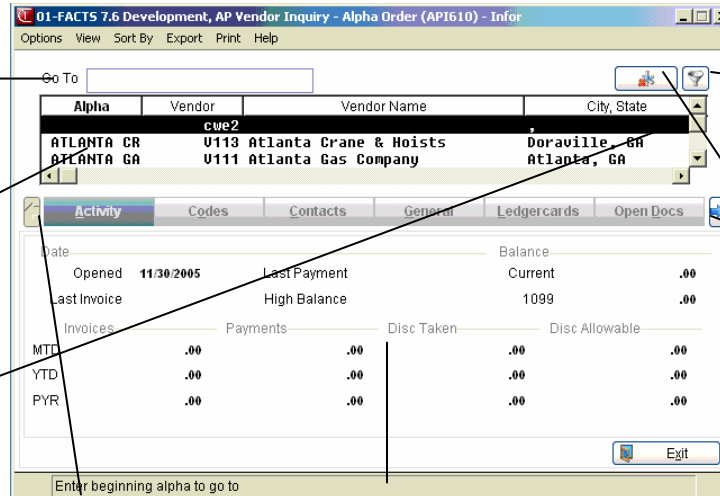 01-FACTS 7.6 Development, AP Vendor Inquiry - Alpha Order (API610) - Infor
Options View Sort By Export Print Help
Go To
Alpha Vendor Vendor Name City, State
cwe2 ,
ATLANTA CR V113 Atlanta Crane & Hoists Doraville, GA
ATLANTA GA V111 Atlanta Gas Company Atlanta, GA
Activity Codes Contacts General Ledgercards Open Docs
Date Balance
Opened 11/30/2005 Last Payment Current .00
Last Invoice High Balance 1099 .00
Invoices Payments Disc Taken Disc Allowable
MTD .00 .00 .00 .00
YTD .00 .00 .00 .00
PYR .00 .00 .00 .00
Exit
Enter beginning alpha to go to